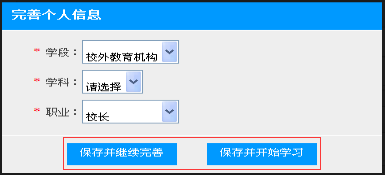 完善个人信息
* 学段： 校外教育机构
* 学科： 请选择
* 职业： 校长
保存并继续完善 保存并开始学习